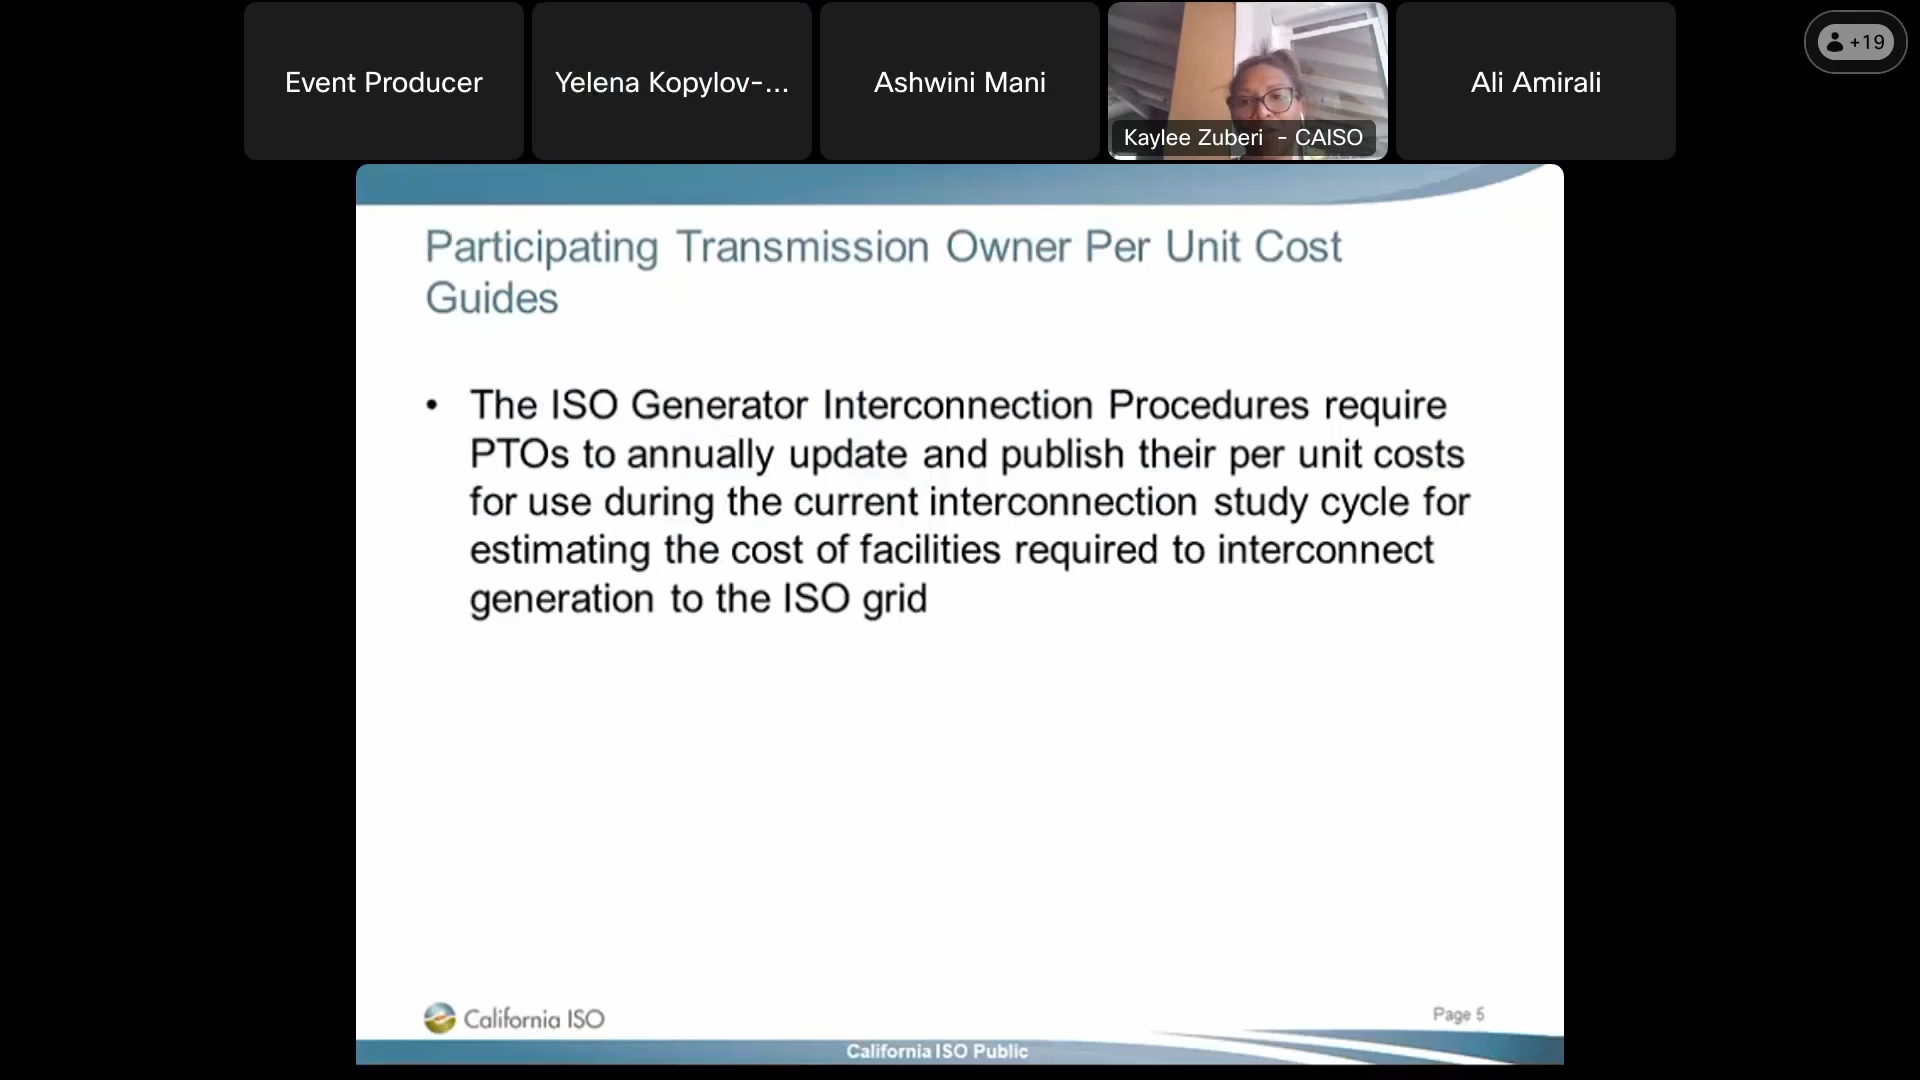 Event Producer
Yelena Kopylov-...
Ashwini Mani
Kaylee Zuberi - CAISO
Ali Amirali
+19
Participating Transmission Owner Per Unit Cost
Guides
• The ISO Generator Interconnection Procedures require
PTOs to annually update and publish their per unit costs
for use during the current interconnection study cycle for
estimating the cost of facilities required to interconnect
generation to the ISO grid
California ISO
Page 5
California ISO Public